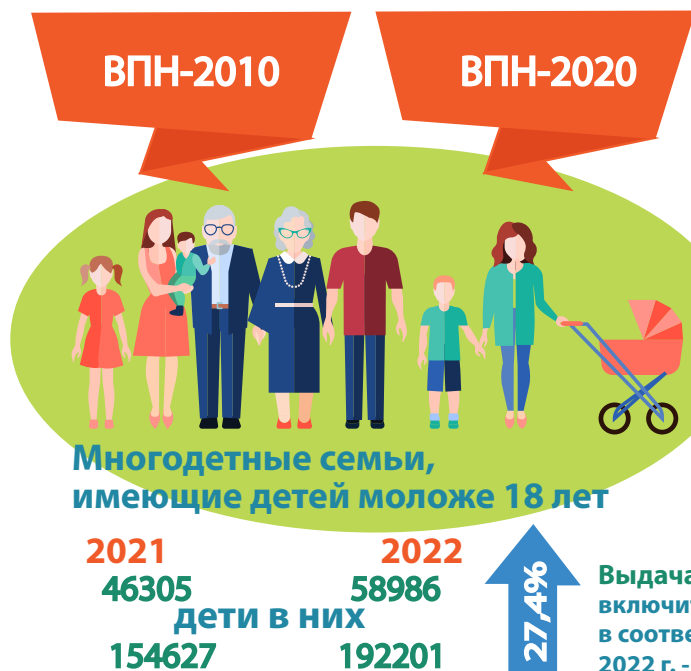 ВПН-2010
ВПН-2020
Многодетные семьи,
имеющие детей моложе 18 лет
2021
2022
46305
58986
дети в них
154627
192201
27,4%
Выдача
включит
в соотве
2022 г. -